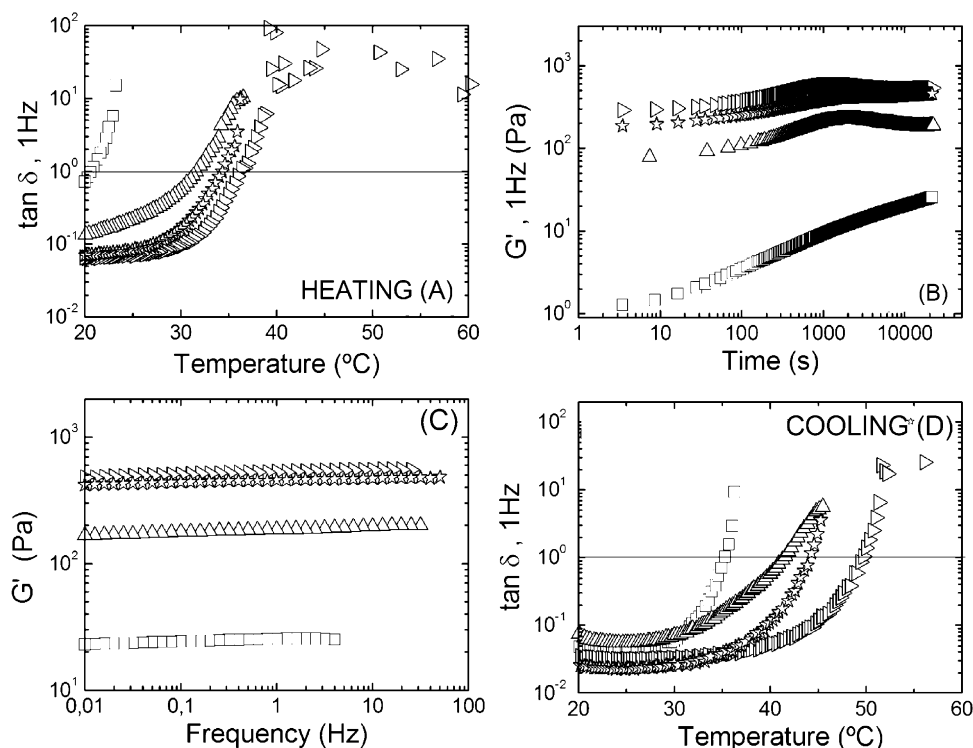 10²
10¹
10⁰
10⁻¹
10⁻²
tan δ , 1Hz
HEATING (A)
20 30 40 50 60
Temperature (ºC)
10³
10²
10¹
10⁰
G' , 1Hz (Pa)
(B)
1 10 100 1000 10000
Time (s)
10³
10²
10¹
G' (Pa)
(C)
0,01 0,1 1 10 100
Frequency (Hz)
10²
10¹
10⁰
10⁻¹
10⁻²
tan δ , 1Hz
COOLING (D)
20 30 40 50 60
Temperature (ºC)